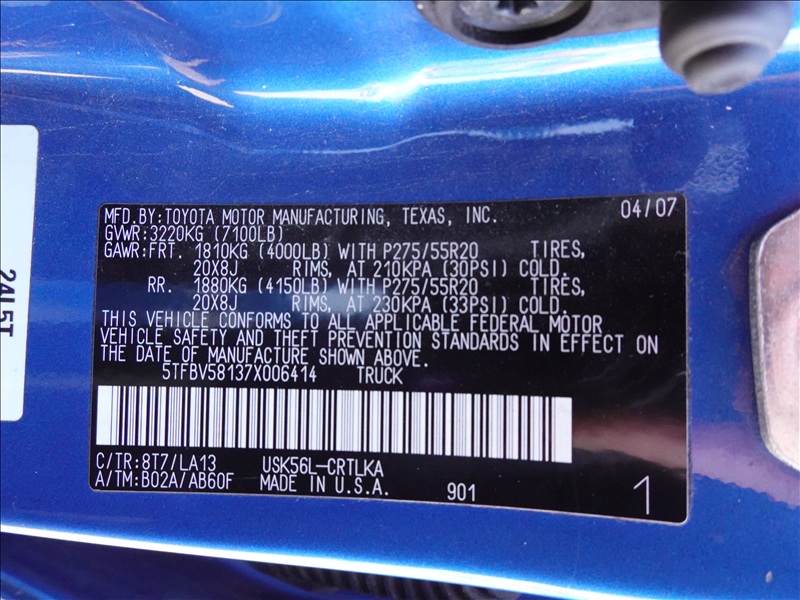 MFD.BY:TOYOTA MOTOR MANUFACTURING, TEXAS, INC. 04/07
GVWR:3220KG (7100LB)
GAWR:FRT. 1810KG (4000LB) WITH P275/55R20 TIRES,
20X8J RIMS, AT 210KPA (30PSI) COLD.
RR. 1880KG (4150LB) WITH P275/55R20 TIRES,
20X8J RIMS, AT 230KPA (33PSI) COLD.
THIS VEHICLE CONFORMS TO ALL APPLICABLE FEDERAL MOTOR
VEHICLE SAFETY AND THEFT PREVENTION STANDARDS IN EFFECT ON
THE DATE OF MANUFACTURE SHOWN ABOVE.
5TFBV58137X006414 TRUCK
C/TR:8T7/LA13 USK56L-CRTLKA
A/TM:B02A/AB60F MADE IN U.S.A. 901 1